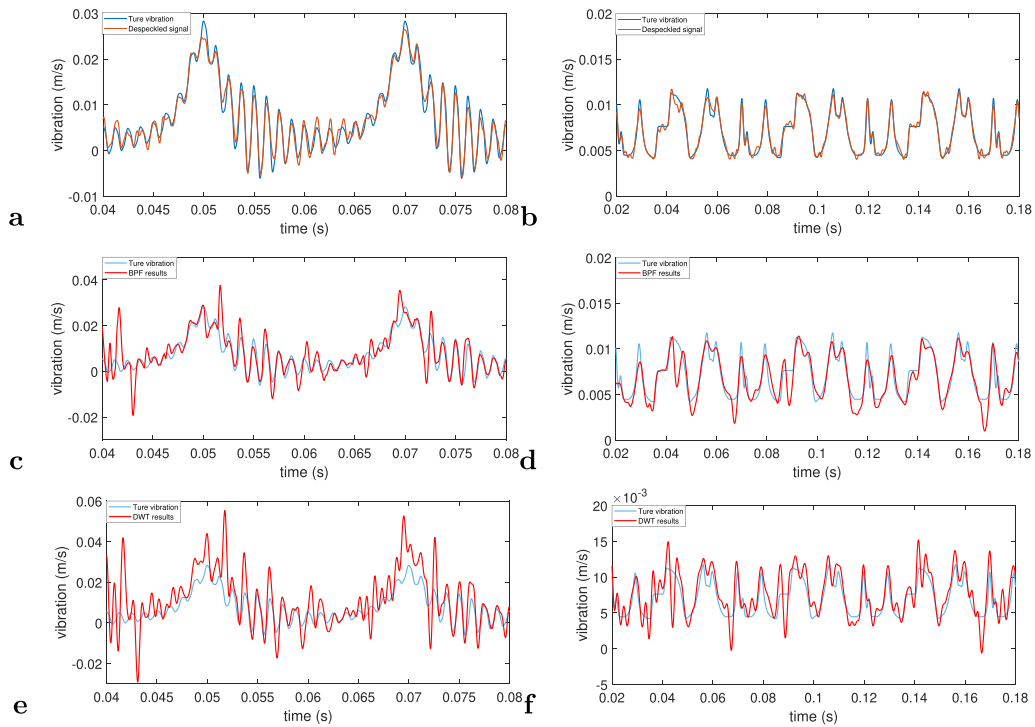 Ture vibration
Despeckled signal
0.03
0.02
0.01
0
-0.01
vibration (m/s)
0.04 0.045 0.05 0.055 0.06 0.065 0.07 0.075 0.08
time (s)
a
Ture vibration
Despeckled signal
0.02
0.015
0.01
0.005
0
vibration (m/s)
0.02 0.04 0.06 0.08 0.1 0.12 0.14 0.16 0.18
time (s)
b
Ture vibration
BPF results
0.04
0.02
0
-0.02
vibration (m/s)
0.04 0.045 0.05 0.055 0.06 0.065 0.07 0.075 0.08
time (s)
c
Ture vibration
BPF results
0.02
0.015
0.01
0.005
0
vibration (m/s)
0.02 0.04 0.06 0.08 0.1 0.12 0.14 0.16 0.18
time (s)
d
Ture vibration
DWT results
0.06
0.04
0.02
0
-0.02
vibration (m/s)
0.04 0.045 0.05 0.055 0.06 0.065 0.07 0.075 0.08
time (s)
e
×10⁻³
Ture vibration
DWT results
20
15
10
5
0
-5
vibration (m/s)
0.02 0.04 0.06 0.08 0.1 0.12 0.14 0.16 0.18
time (s)
f